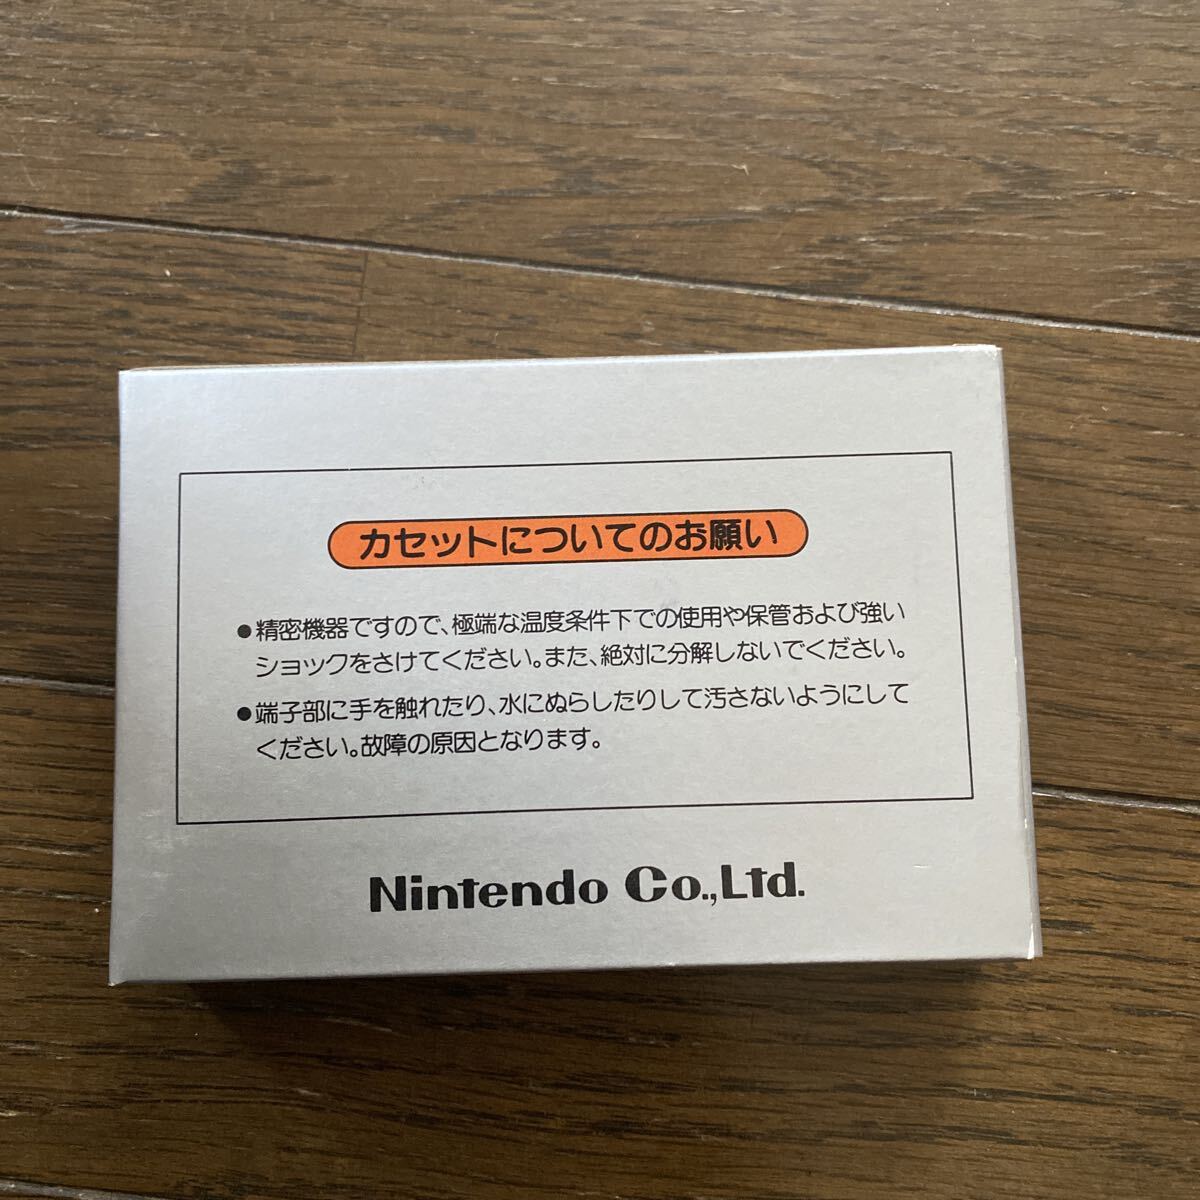 カセットについてのお願い
●精密機器ですので、極端な温度条件下での使用や保管および強い
ショックをさけてください。また、絶対に分解しないでください。
●端子部に手を触れたり、水にぬらしたりして汚さないようにして
ください。故障の原因となります。
Nintendo Co.,Ltd.